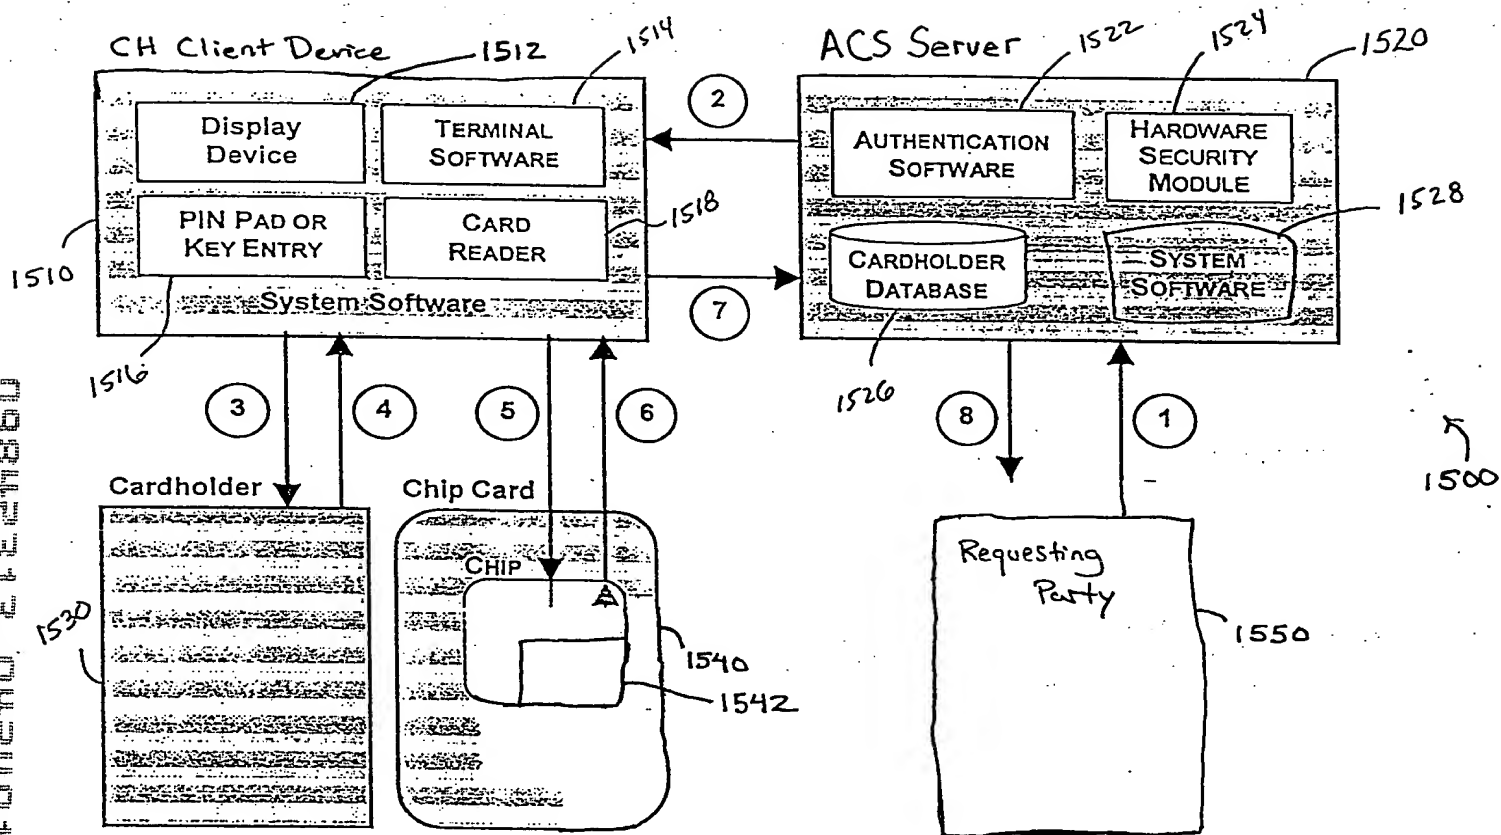 CH Client Device
1512
1514
ACS Server
1522
1524
1520
Display
Device
TERMINAL
SOFTWARE
2
AUTHENTICATION
SOFTWARE
HARDWARE
SECURITY
MODULE
1528
PIN PAD OR
KEY ENTRY
CARD
READER
1518
1510
CARDHOLDER
DATABASE
SYSTEM
SOFTWARE
System Software
7
1516
1526
3
4
5
6
8
1
1500
Cardholder
Chip Card
CHIP
Requesting
Party
1530
1540
1542
1550